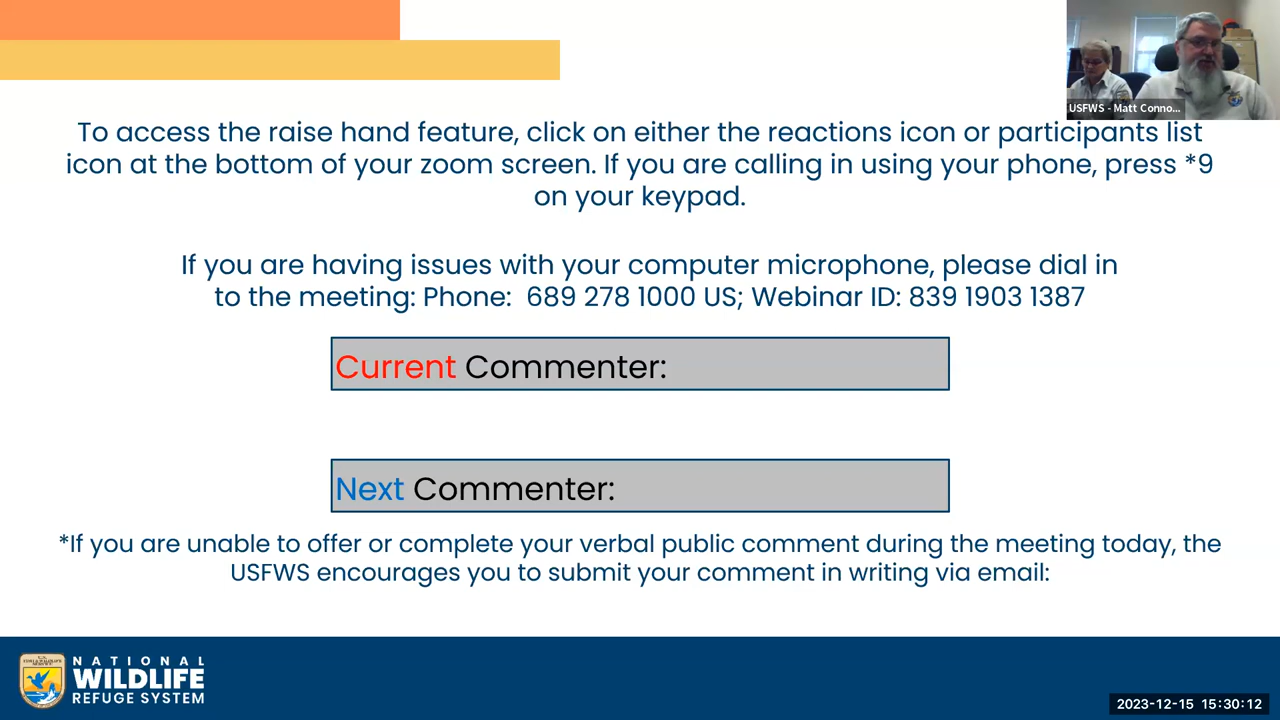 USFWS - Matt Conno...
To access the raise hand feature, click on either the reactions icon or participants list
icon at the bottom of your zoom screen. If you are calling in using your phone, press *9
on your keypad.
If you are having issues with your computer microphone, please dial in
to the meeting: Phone: 689 278 1000 US; Webinar ID: 839 1903 1387
Current Commenter:
Next Commenter:
*If you are unable to offer or complete your verbal public comment during the meeting today, the
USFWS encourages you to submit your comment in writing via email:
NATIONAL
WILDLIFE
REFUGE SYSTEM
2023-12-15 15:30:12